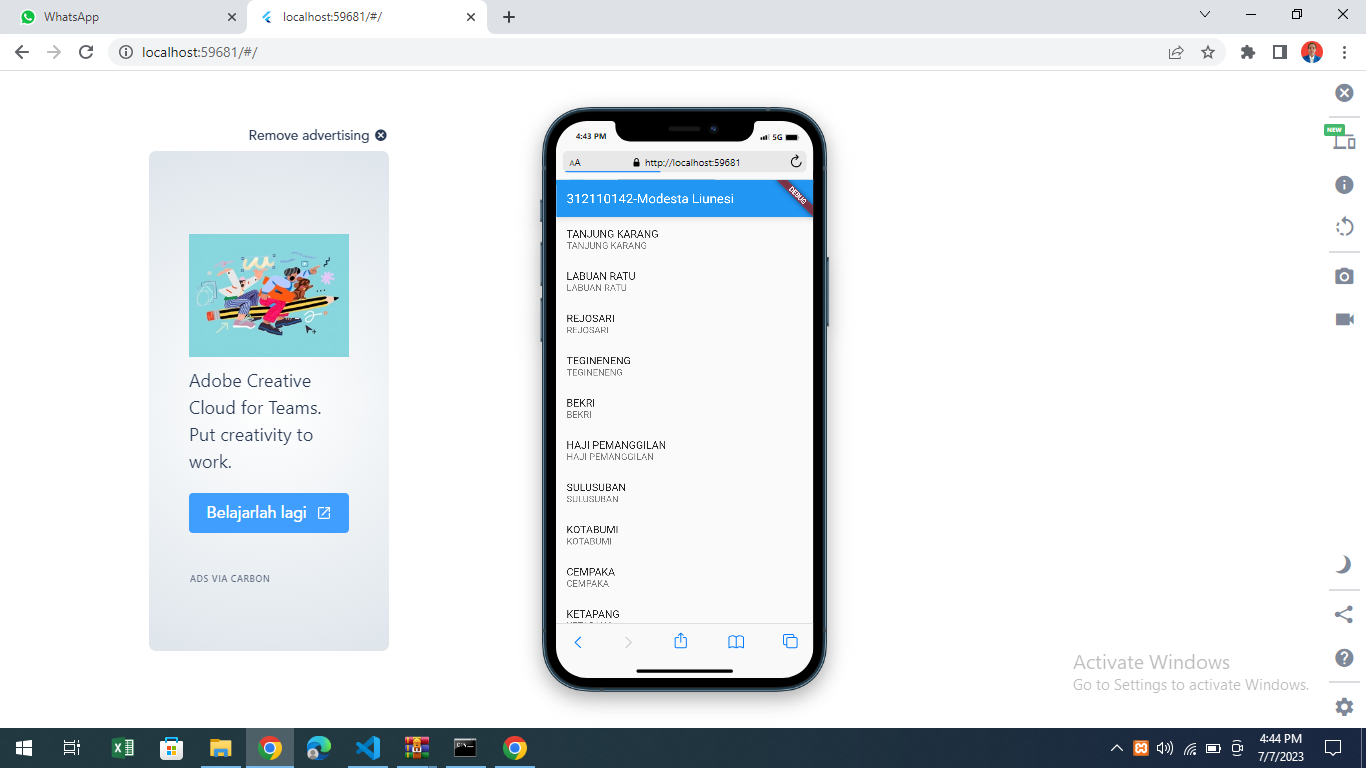 WhatsApp
localhost:59681/#/
localhost:59681/#/
Remove advertising
Adobe Creative
Cloud for Teams.
Put creativity to
work.
Belajarlah lagi
ADS VIA CARBON
4:43 PM
5G
AA
http://localhost:59681
312110142-Modesta Liunesi
DEBUG
TANJUNG KARANG
TANJUNG KARANG
LABUAN RATU
LABUAN RATU
REJOSARI
REJOSARI
TEGINENENG
TEGINENENG
BEKRI
BEKRI
HAJI PEMANGGILAN
HAJI PEMANGGILAN
SULUSUBAN
SULUSUBAN
KOTABUMI
KOTABUMI
CEMPAKA
CEMPAKA
KETAPANG
NEW
Activate Windows
Go to Settings to activate Windows.
4:44 PM
7/7/2023